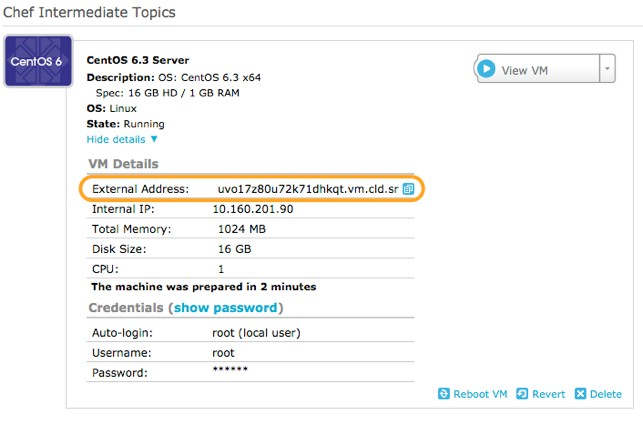 Chef Intermediate Topics
CentOS 6
CentOS 6.3 Server
Description: OS: CentOS 6.3 x64
Spec: 16 GB HD / 1 GB RAM
OS: Linux
State: Running
Hide details ▼
View VM
VM Details
External Address: uvo17z80u72k71dhkqt.vm.cld.sr
Internal IP: 10.160.201.90
Total Memory: 1024 MB
Disk Size: 16 GB
CPU: 1
The machine was prepared in 2 minutes
Credentials (show password)
Auto-login: root (local user)
Username: root
Password: ******
Reboot VM Revert Delete